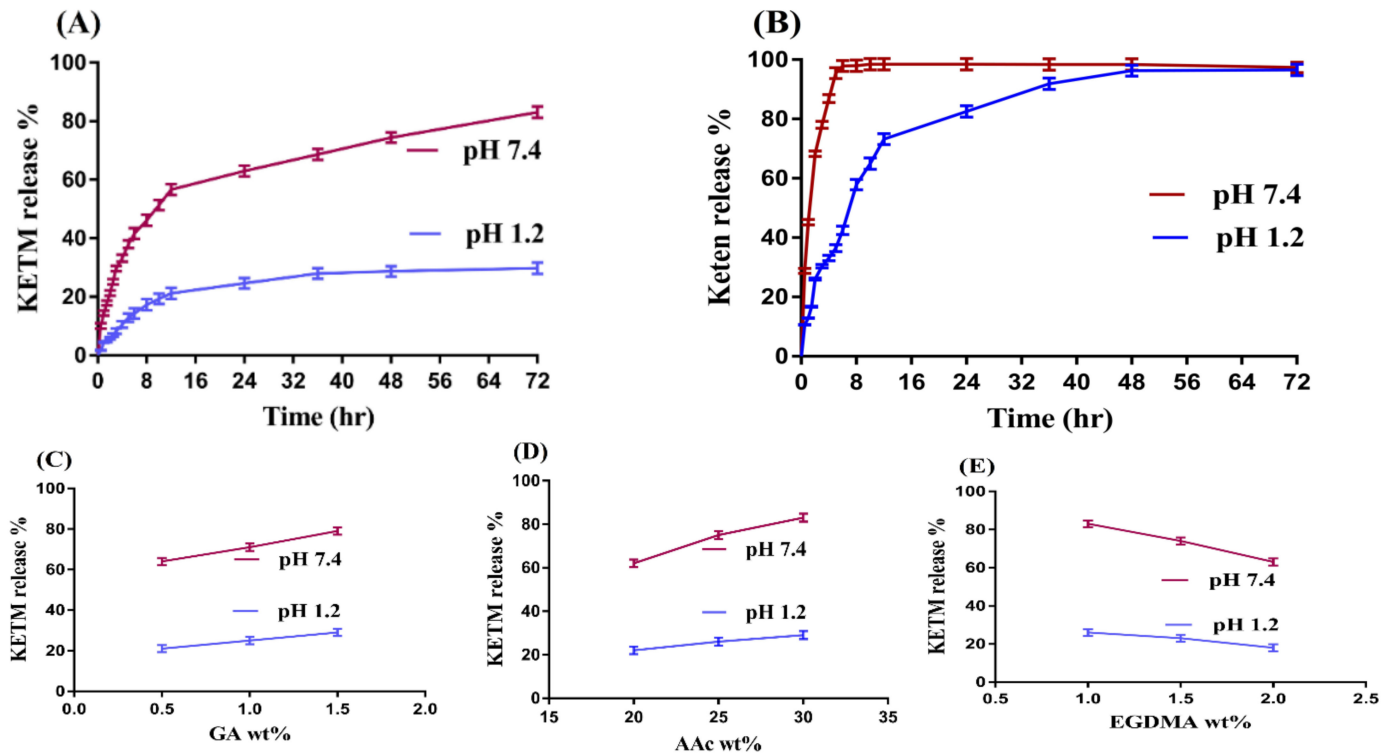 (A)
KETM release %
100
80
60
40
20
0
pH 7.4
pH 1.2
0 8 16 24 32 40 48 56 64 72
Time (hr)
(B)
Keten release %
100
80
60
40
20
0
pH 7.4
pH 1.2
0 8 16 24 32 40 48 56 64 72
Time (hr)
(C)
KETM release %
100
80
60
40
20
0
pH 7.4
pH 1.2
0.0 0.5 1.0 1.5 2.0
GA wt%
(D)
KETM release %
100
80
60
40
20
0
pH 7.4
pH 1.2
15 20 25 30 35
AAc wt%
(E)
KETM release %
100
80
60
40
20
0
pH 7.4
pH 1.2
0.5 1.0 1.5 2.0 2.5
EGDMA wt%